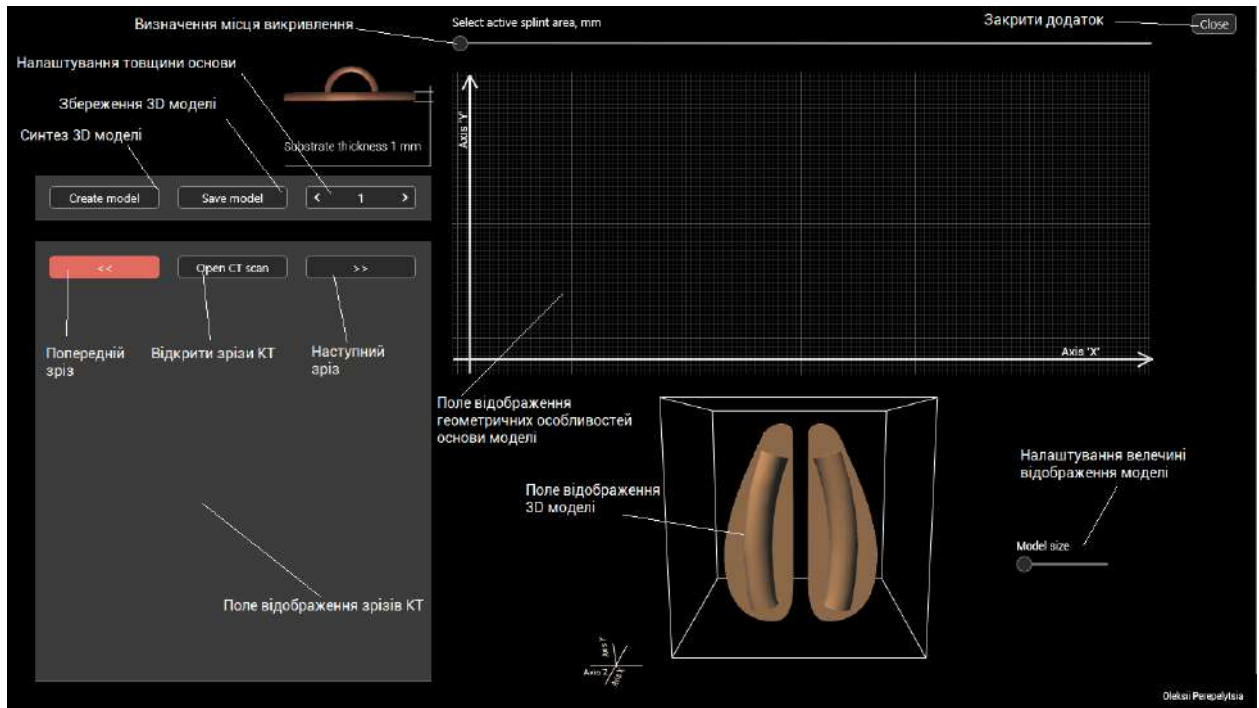 Визначення місця викривлення
Select active splint area, mm
Закрити додаток
Close
Налаштування товщини основи
Збереження 3D моделі
Синтез 3D моделі
Substrate thickness 1 mm
Axis 'Y'
Create model
Save model
< 1 >
<<
Open CT scan
>>
Попередній
зріз
Відкрити зрізи КТ
Наступний
зріз
Axis 'X'
Поле відображення
геометричних особливостей
основи моделі
Налаштування велечині
відображення моделі
Поле відображення
3D моделі
Model size
Поле відображення зрізів КТ
Axis Y
Axis Z
Axis X
Oleksii Perepelytsia